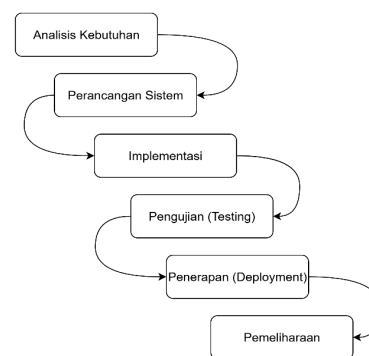 Analisis Kebutuhan
Perancangan Sistem
Implementasi
Pengujian (Testing)
Penerapan (Deployment)
Pemeliharaan